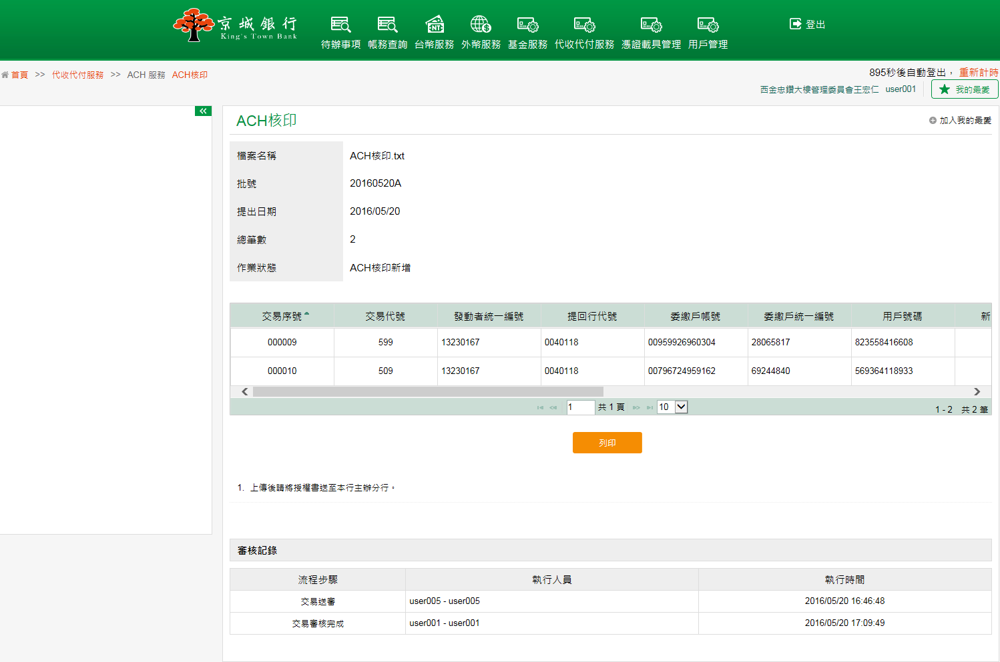 京城銀行
King's Town Bank
待辦事項 帳務查詢 台幣服務 外幣服務 基金服務 代收代付服務 憑證載具管理 用戶管理
登出
首頁 >> 代收代付服務 >> ACH 服務 ACH核印
895秒後自動登出， 重新計時
西金忠鑽大樓管理委員會王宏仁 user001 我的最愛
ACH核印
加入我的最愛
檔案名稱 ACH核印.txt
批號 20160520A
提出日期 2016/05/20
總筆數 2
作業狀態 ACH核印新增
交易序號 交易代號 發動者統一編號 提回行代號 委繳戶帳號 委繳戶統一編號 用戶號碼 新
000009 599 13230167 0040118 00959926960304 28065817 823558416608
000010 509 13230167 0040118 00796724959162 69244840 569364118933
1 共 1 頁 10 1 - 2 共 2 筆
列印
1. 上傳後請將授權書送至本行主辦分行。
審核記錄
流程步驟 執行人員 執行時間
交易送審 user005 - user005 2016/05/20 16:46:48
交易審核完成 user001 - user001 2016/05/20 17:09:49